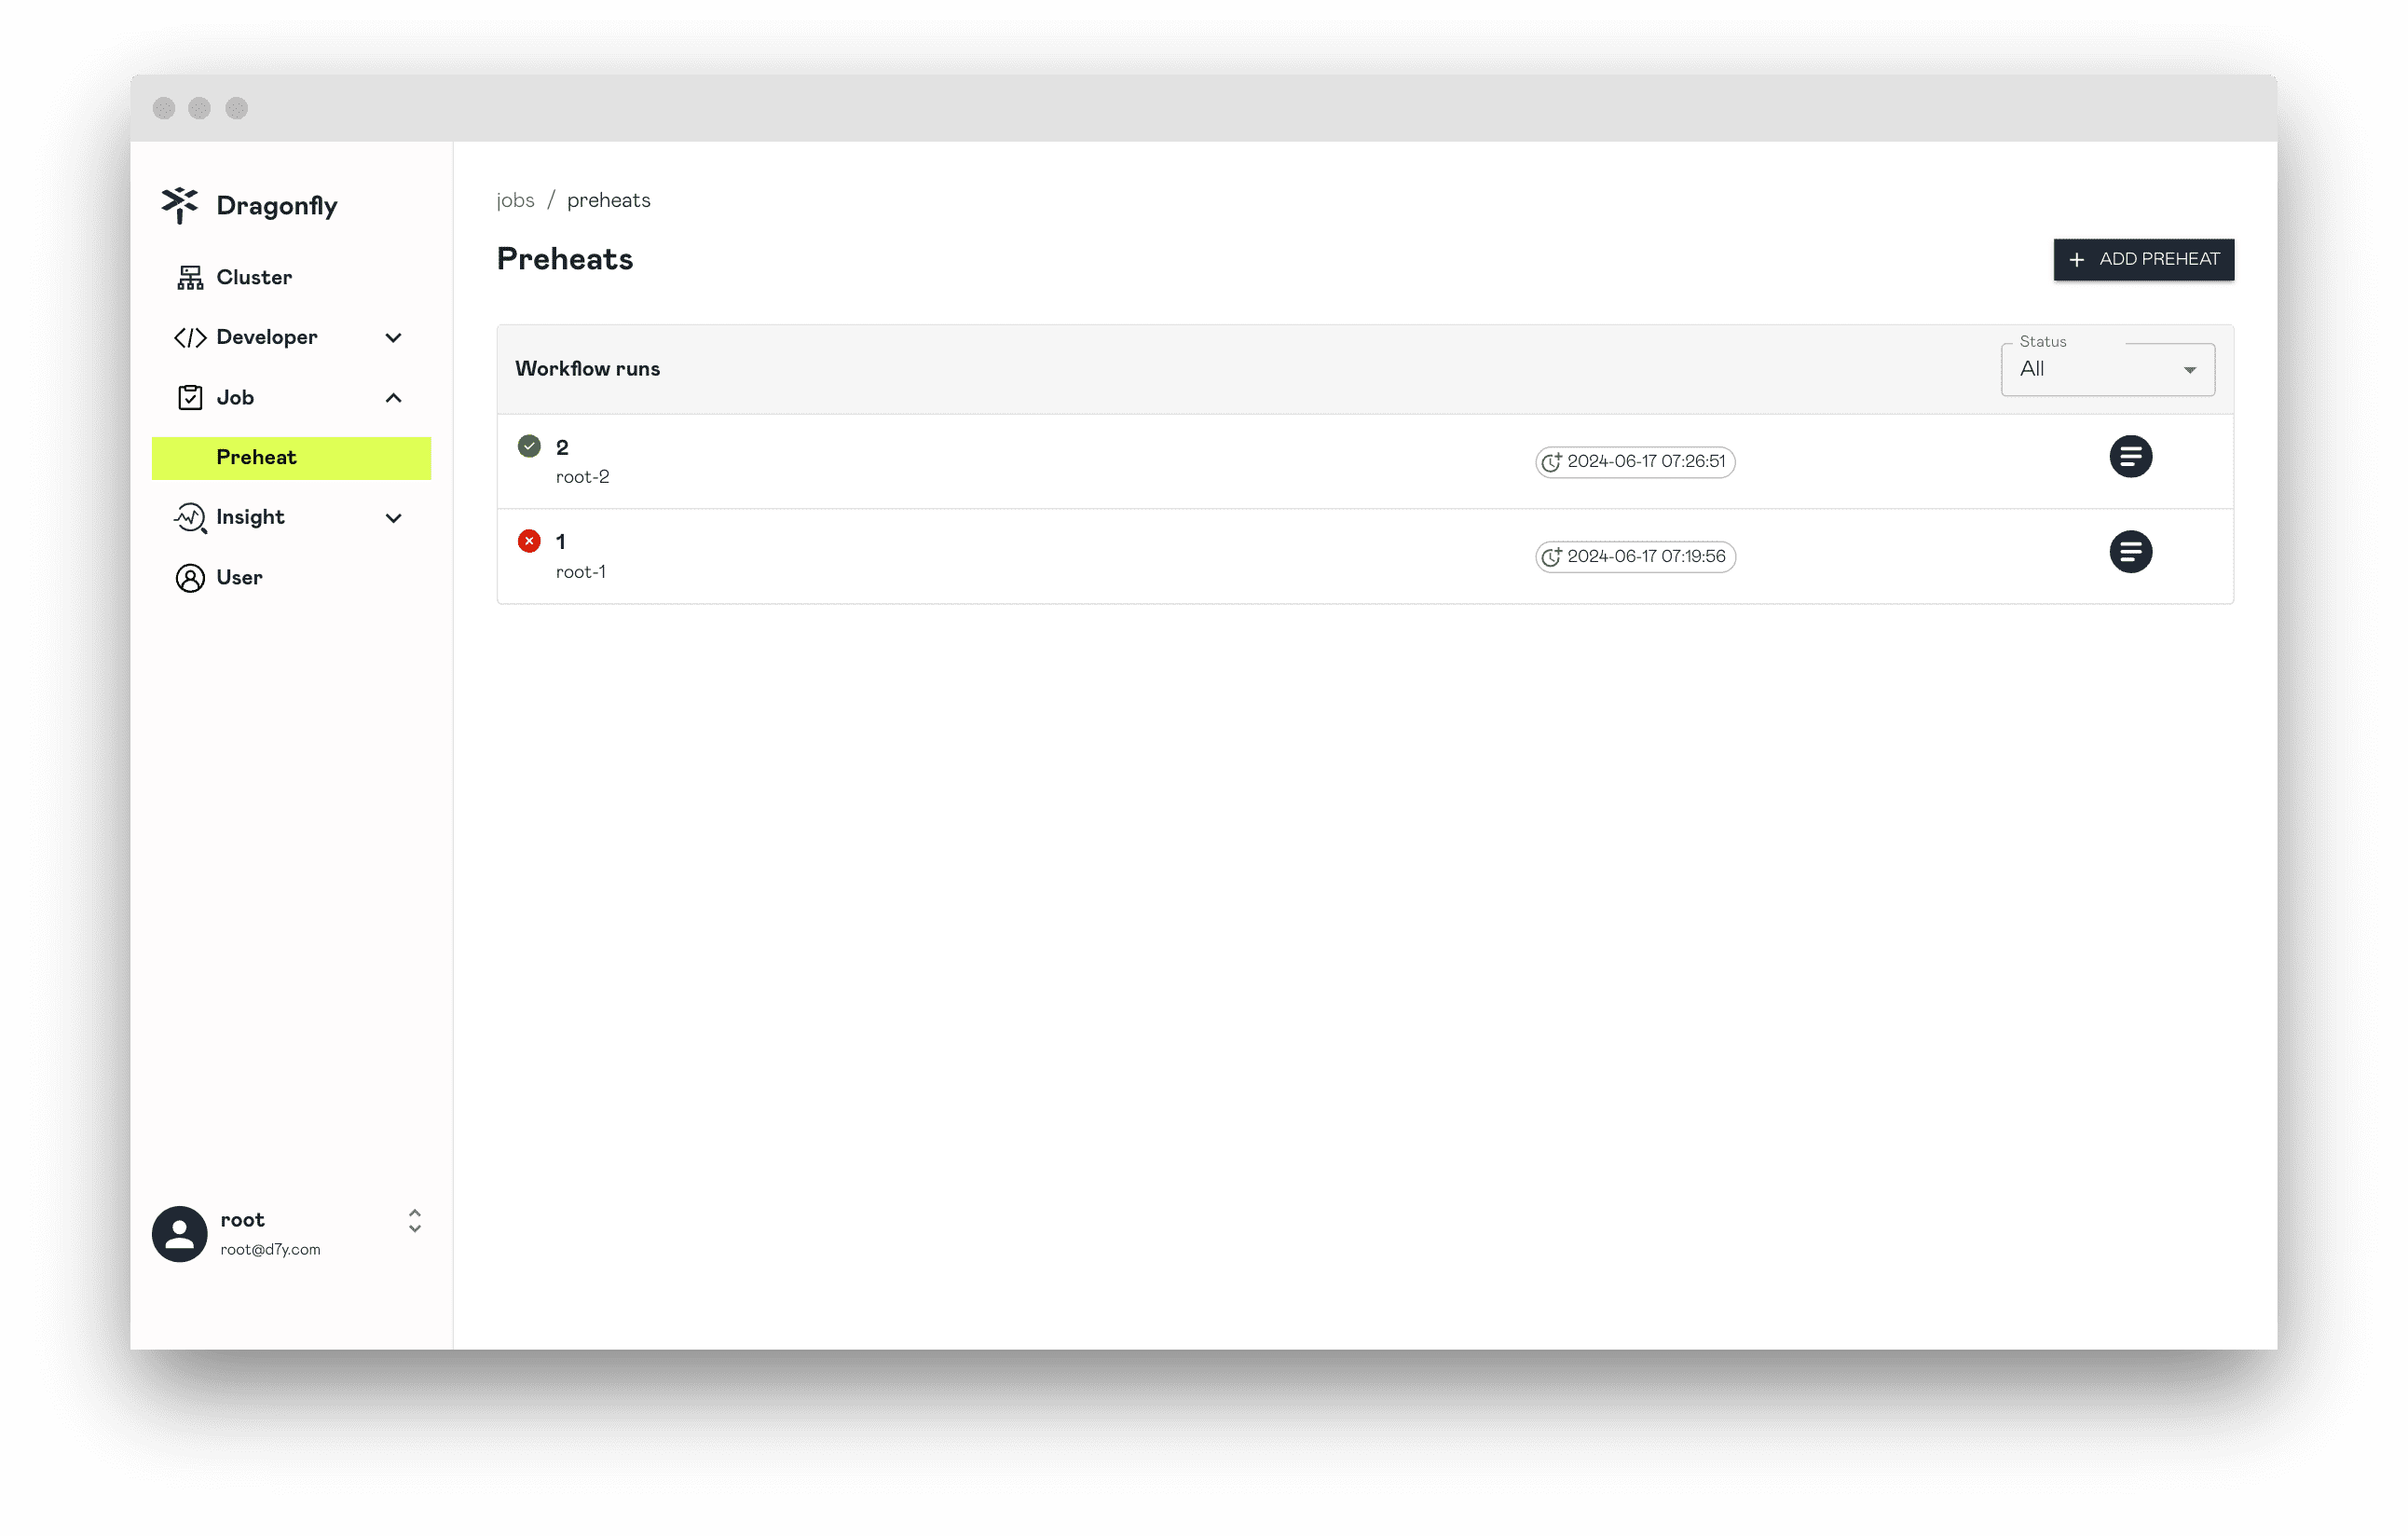 Dragonfly
Cluster
Developer
Job
Preheat
Insight
User
root
root@d7y.com
jobs / preheats
Preheats
+ ADD PREHEAT
Workflow runs
Status
All
2
root-2
2024-06-17 07:26:51
1
root-1
2024-06-17 07:19:56